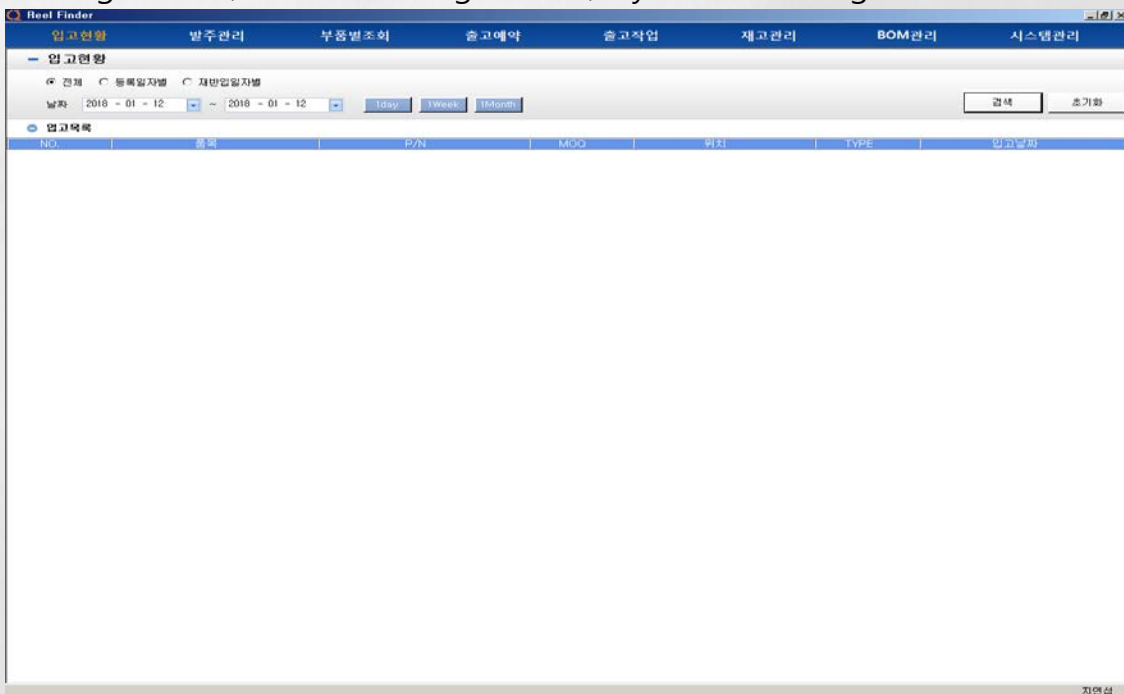 Reel Finder
입고현황 발주관리 부품별조회 출고예약 출고작업 재고관리 BOM관리 시스템관리
입고현황
전체 등록일자별 재반입일자별
날짜 2018 - 01 - 12 ~ 2018 - 01 - 12 1day 1Week 1Month 검색 초기화
입고목록
NO. 품목 P/N MOQ 위치 TYPE 입고날짜